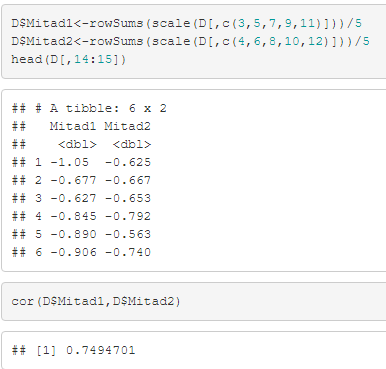 D$Mitad1<-rowSums(scale(D[,c(3,5,7,9,11)]))/5
D$Mitad2<-rowSums(scale(D[,c(4,6,8,10,12)]))/5
head(D[,14:15])
## # A tibble: 6 x 2
##   Mitad1 Mitad2
##    <dbl>  <dbl>
## 1 -1.05  -0.625
## 2 -0.677 -0.667
## 3 -0.627 -0.653
## 4 -0.845 -0.792
## 5 -0.890 -0.563
## 6 -0.906 -0.740
cor(D$Mitad1,D$Mitad2)
## [1] 0.7494701